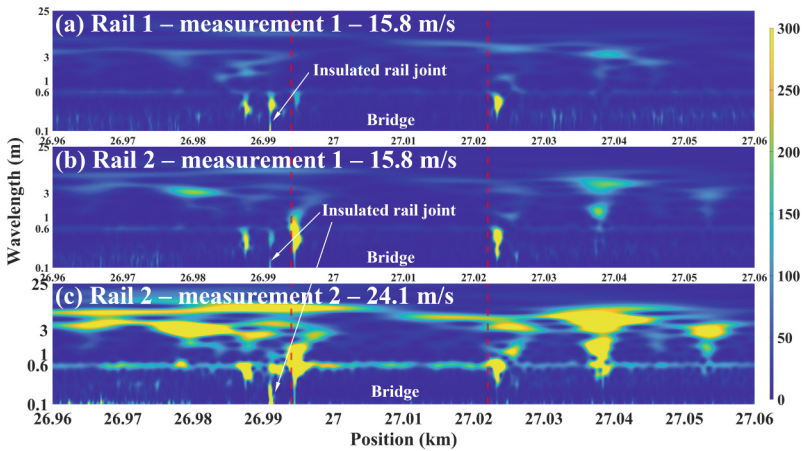 (a) Rail 1 – measurement 1 – 15.8 m/s
25
3
1
0.6
0.1
Insulated rail joint
Bridge
26.96 26.97 26.98 26.99 27 27.01 27.02 27.03 27.04 27.05 27.06
(b) Rail 2 – measurement 1 – 15.8 m/s
25
3
1
0.6
0.1
Insulated rail joint
Bridge
26.96 26.97 26.98 26.99 27 27.01 27.02 27.03 27.04 27.05 27.06
(c) Rail 2 – measurement 2 – 24.1 m/s
25
3
1
0.6
0.1
Bridge
26.96 26.97 26.98 26.99 27 27.01 27.02 27.03 27.04 27.05 27.06
Position (km)
Wavelength (m)
300
250
200
150
100
50
0